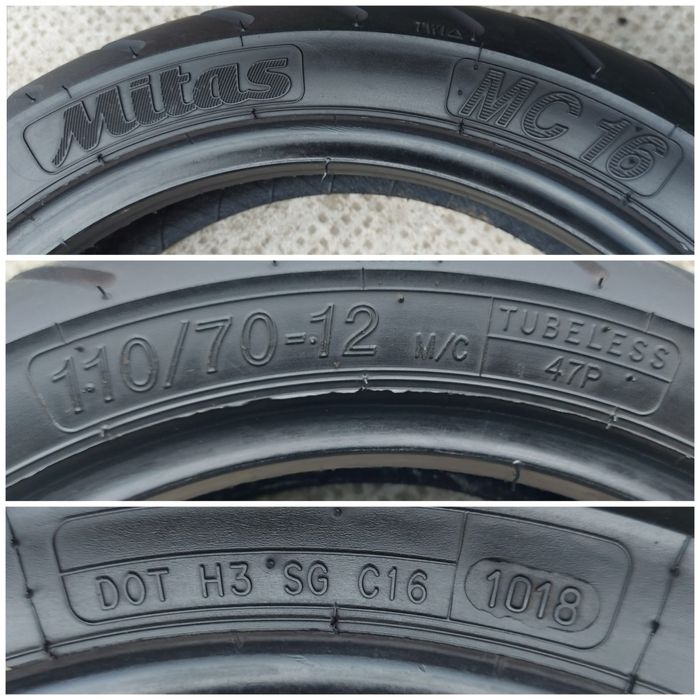 Mitas MC 16
110/70-12 M/C TUBELESS
47P
DOT H3 SG C16 1018